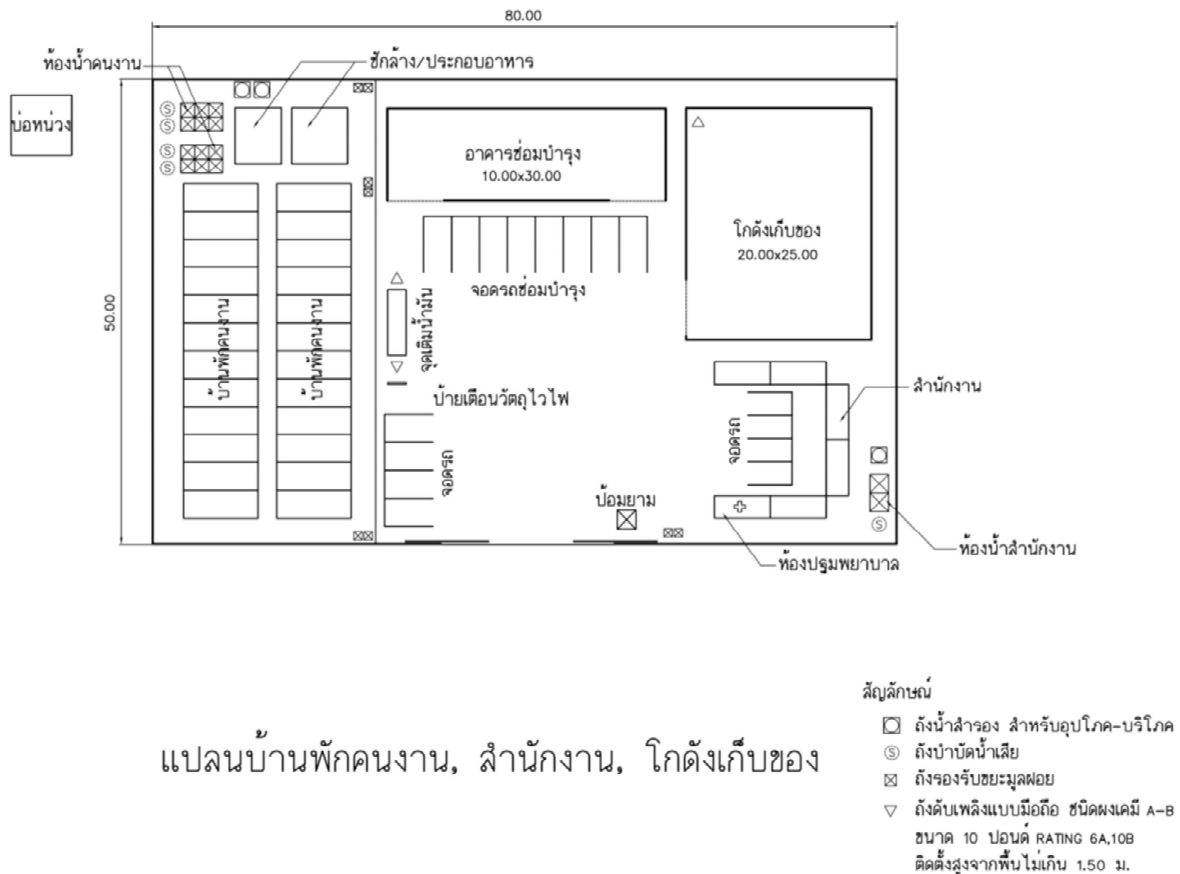 80.00
ห้องน้ำคนงาน
ซักล้าง/ประกอบอาหาร
บ่อหน่วง
อาคารซ่อมบำรุง
10.00x30.00
โกดังเก็บของ
20.00x25.00
50.00
บ้านพักคนงาน
บ้านพักคนงาน
จอดรถซ่อมบำรุง
จุดเติมน้ำมัน
ป้ายเตือนวัตถุไวไฟ
สำนักงาน
จอดรถ
จอดรถ
ป้อมยาม
ห้องน้ำสำนักงาน
ห้องปฐมพยาบาล
แปลนบ้านพักคนงาน, สำนักงาน, โกดังเก็บของ
สัญลักษณ์
ถังน้ำสำรอง สำหรับอุปโภค-บริโภค
S ถังบำบัดน้ำเสีย
ถังรองรับขยะมูลฝอย
ถังดับเพลิงแบบมือถือ ชนิดผงเคมี A-B
ขนาด 10 ปอนด์ RATING 6A,10B
ติดตั้งสูงจากพื้นไม่เกิน 1.50 ม.